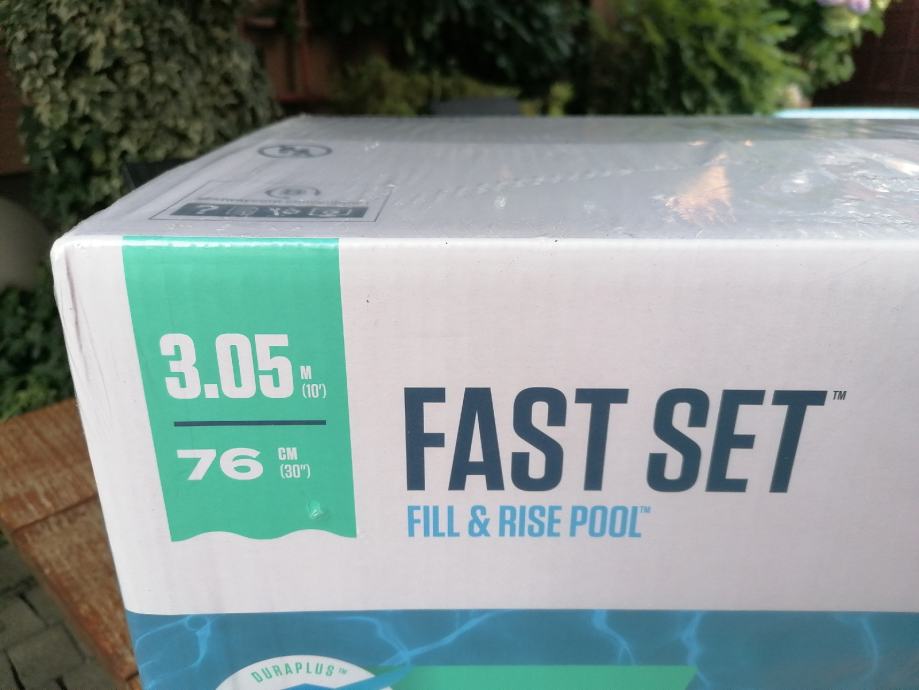 3.05 M (10')
76 CM (30")
FAST SET™
FILL & RISE POOL™
DURAPLUS™